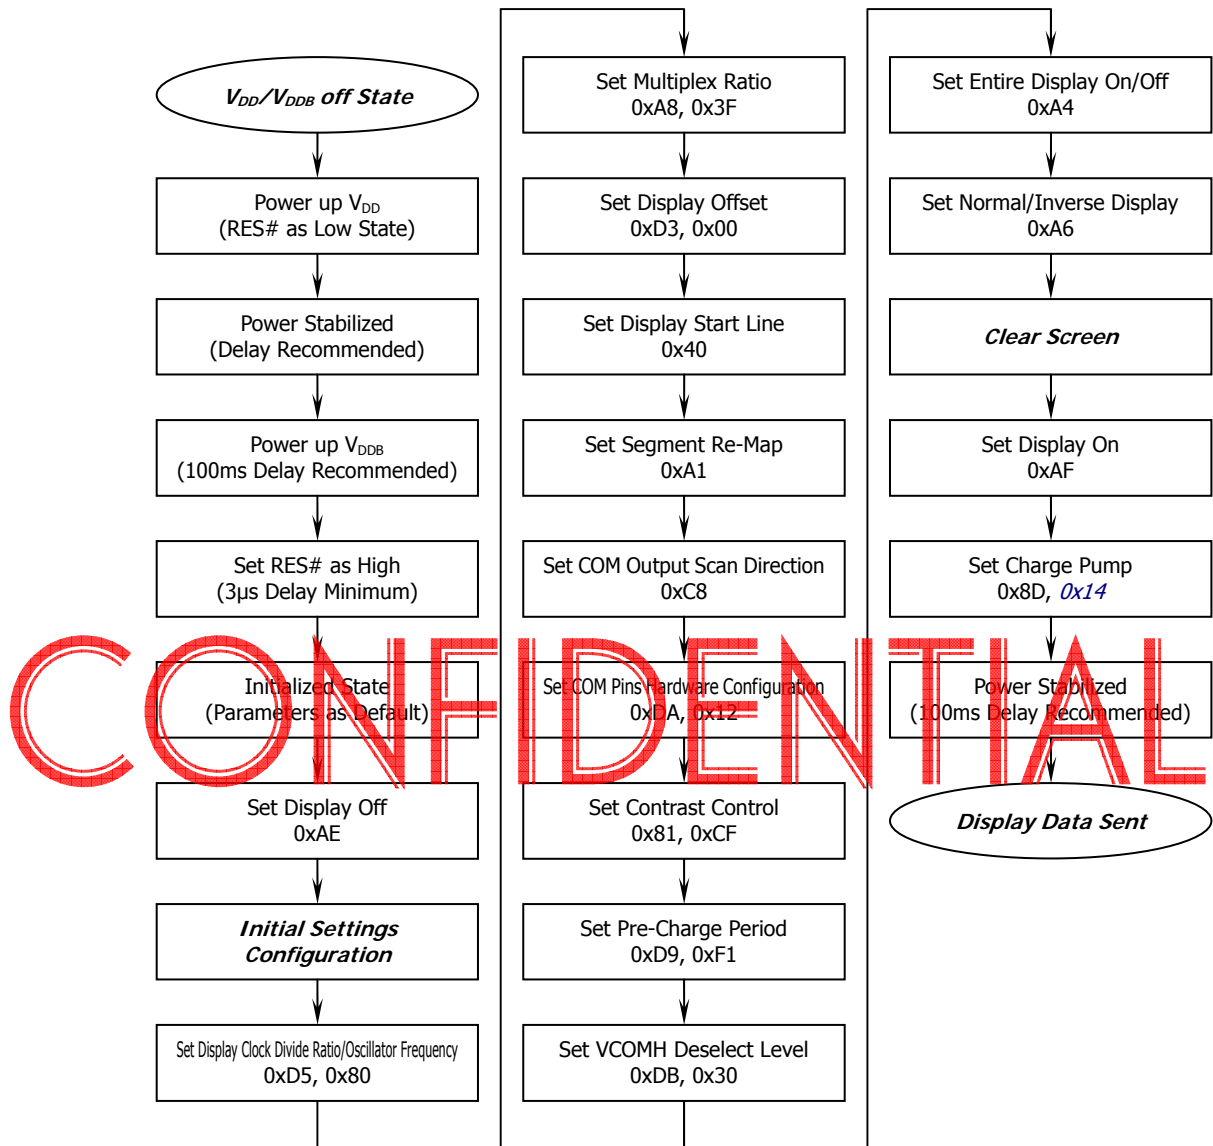 V_DD/V_DDB off State
Power up V_DD
(RES# as Low State)
Power Stabilized
(Delay Recommended)
Power up V_DDB
(100ms Delay Recommended)
Set RES# as High
(3μs Delay Minimum)
Initialized State
(Parameters as Default)
Set Display Off
0xAE
Initial Settings
Configuration
Set Display Clock Divide Ratio/Oscillator Frequency
0xD5, 0x80
Set Multiplex Ratio
0xA8, 0x3F
Set Display Offset
0xD3, 0x00
Set Display Start Line
0x40
Set Segment Re-Map
0xA1
Set COM Output Scan Direction
0xC8
Set COM Pins Hardware Configuration
0xDA, 0x12
Set Contrast Control
0x81, 0xCF
Set Pre-Charge Period
0xD9, 0xF1
Set VCOMH Deselect Level
0xDB, 0x30
Set Entire Display On/Off
0xA4
Set Normal/Inverse Display
0xA6
Clear Screen
Set Display On
0xAF
Set Charge Pump
0x8D, 0x14
Power Stabilized
(100ms Delay Recommended)
Display Data Sent
CONFIDENTIAL